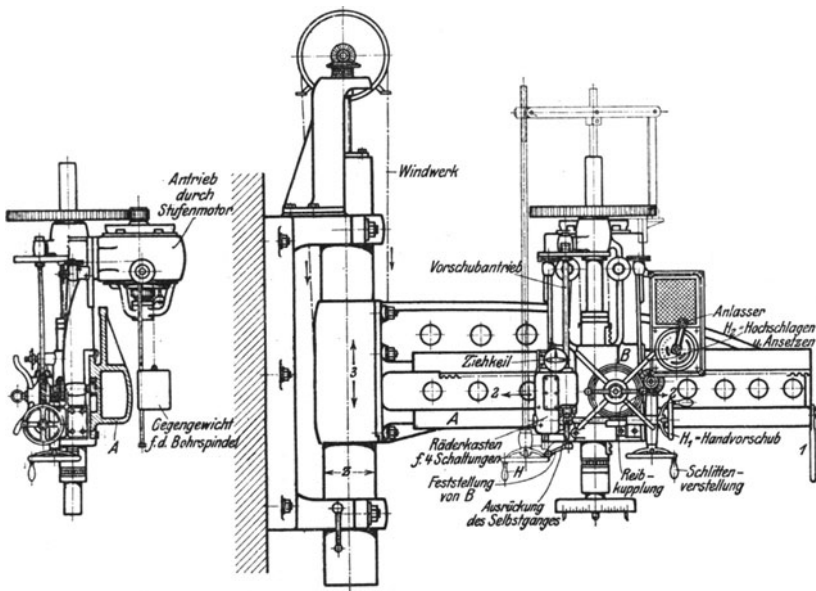 Antrieb
durch
Stufenmotor
Gegengewicht
f. d. Bohrspindel
A
Windwerk
3
Vorschubantrieb
Anlasser
H₂-Hochschlagen
u. Ansetzen
Ziehkeil
B
2
2
A
Räderkasten
f. 4 Schaltungen
H
Feststellung
von B
Ausrückung
des Selbstganges
Reib-
kupplung
H₁-Handvorschub
Schlitten-
verstellung
1